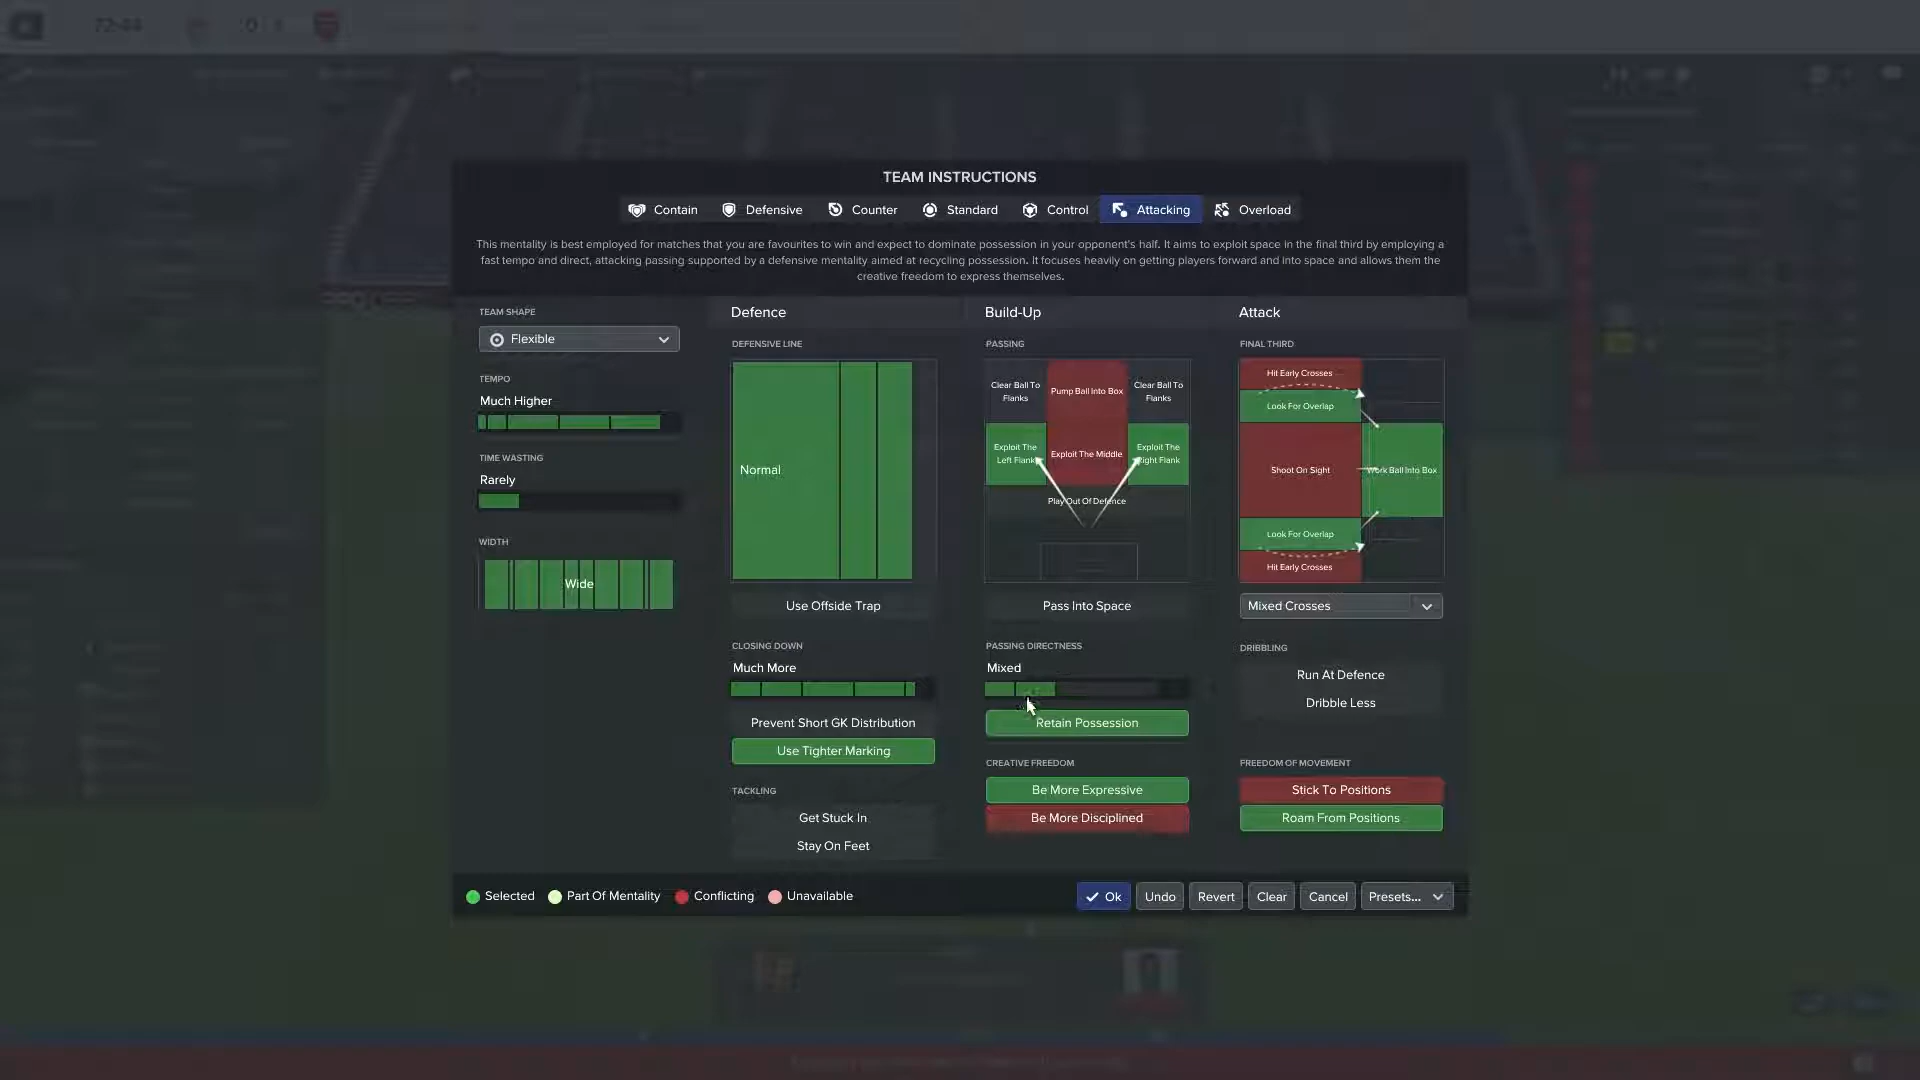 72:44
0
TEAM INSTRUCTIONS
Contain
Defensive
Counter
Standard
Control
Attacking
Overload
This mentality is best employed for matches that you are favourites to win and expect to dominate possession in your opponent's half. It aims to exploit space in the final third by employing a
fast tempo and direct, attacking passing supported by a defensive mentality aimed at recycling possession. It focuses heavily on getting players forward and into space and allows them the
creative freedom to express themselves.
TEAM SHAPE
Flexible
TEMPO
Much Higher
TIME WASTING
Rarely
WIDTH
Wide
Defence
DEFENSIVE LINE
Normal
Use Offside Trap
CLOSING DOWN
Much More
Prevent Short GK Distribution
Use Tighter Marking
TACKLING
Get Stuck In
Stay On Feet
Build-Up
PASSING
Clear Ball To
Flanks
Pump Ball Into Box
Clear Ball To
Flanks
Exploit The
Left Flank
Exploit The Middle
Exploit The
Right Flank
Play Out Of Defence
Pass Into Space
PASSING DIRECTNESS
Mixed
Retain Possession
CREATIVE FREEDOM
Be More Expressive
Be More Disciplined
Attack
FINAL THIRD
Hit Early Crosses
Look For Overlap
Shoot On Sight
Work Ball Into Box
Look For Overlap
Hit Early Crosses
Mixed Crosses
DRIBBLING
Run At Defence
Dribble Less
FREEDOM OF MOVEMENT
Stick To Positions
Roam From Positions
Selected
Part Of Mentality
Conflicting
Unavailable
Ok
Undo
Revert
Clear
Cancel
Presets...